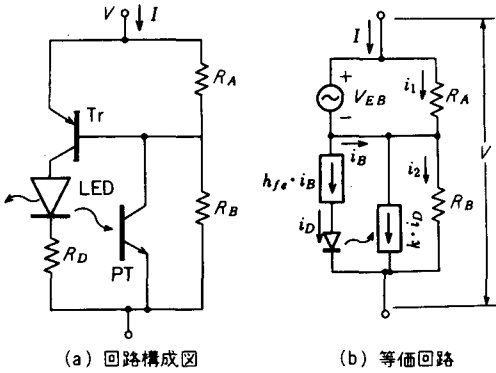 V
I
R_A
Tr
LED
R_B
R_D
PT
(a) 回路構成図
I
+
V_EB
−
i_1
R_A
i_B
h_fe・i_B
i_2
R_B
i_D
k・i_D
V
(b) 等価回路